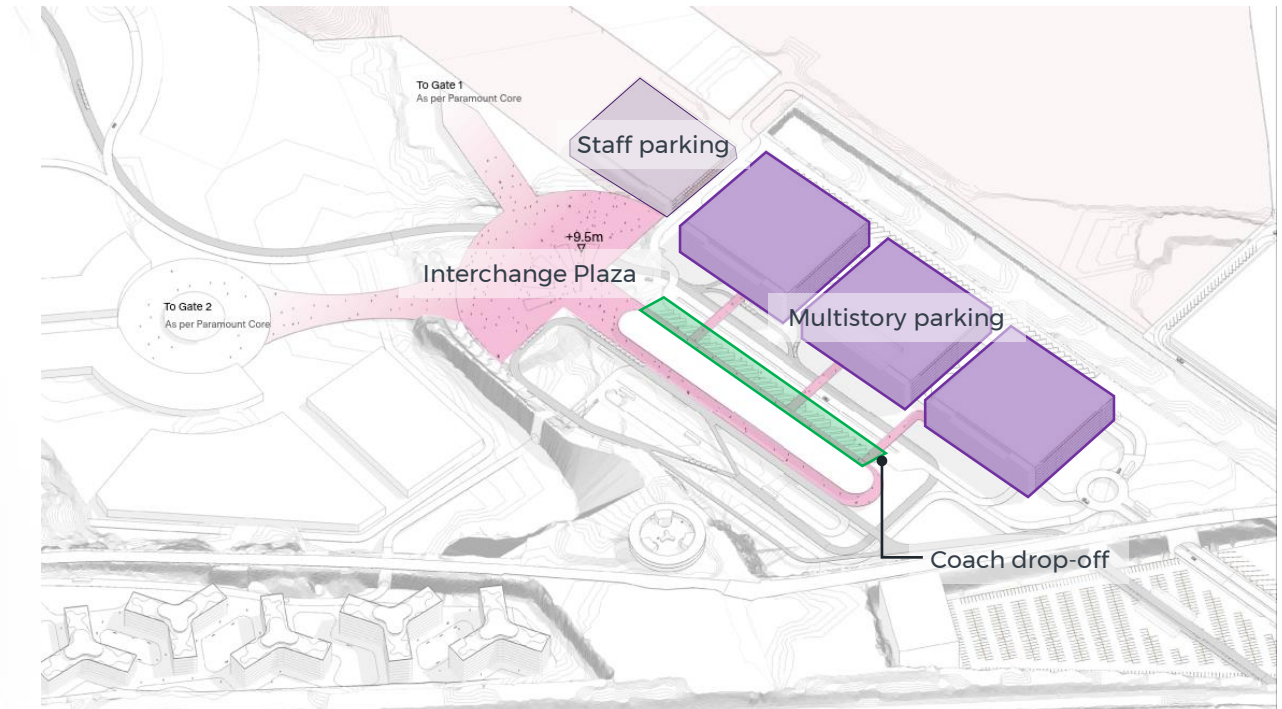 To Gate 1
As per Paramount Core
Staff parking
+9.5m
Interchange Plaza
To Gate 2
As per Paramount Core
Multistory parking
Coach drop-off